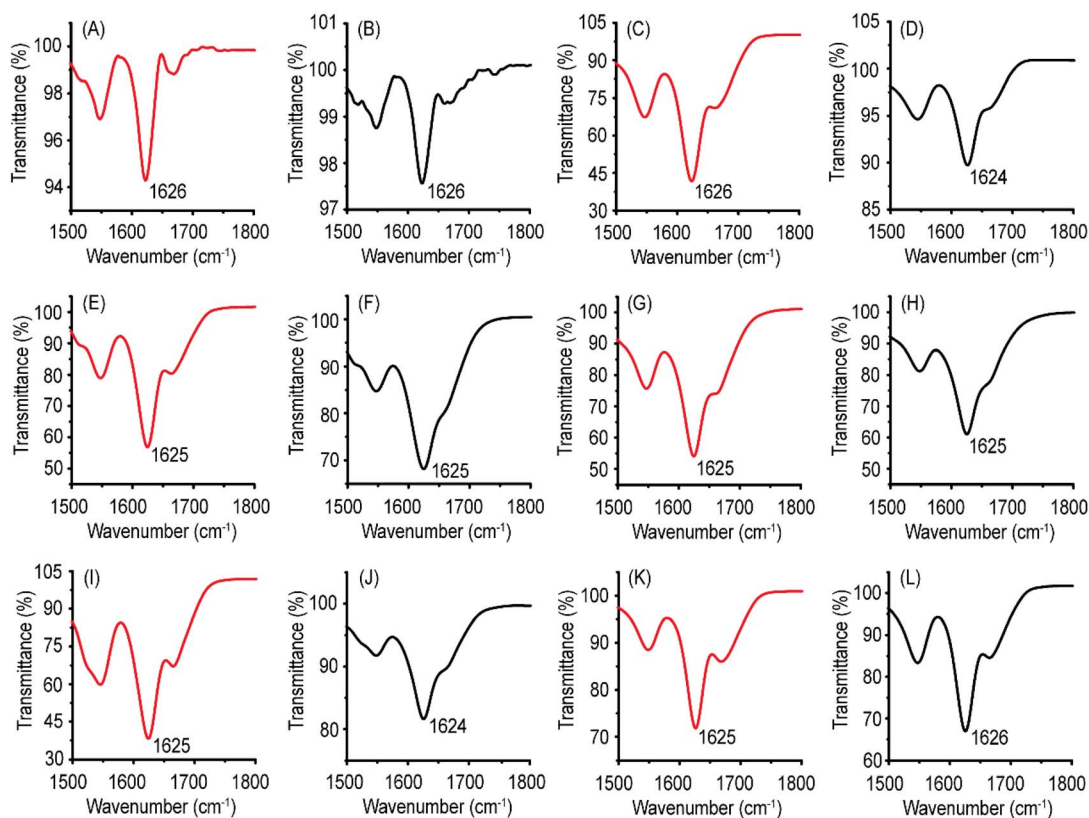 (A)
100
98
96
94
Transmittance (%)
1626
1500 1600 1700 1800
Wavenumber (cm⁻¹)
(B)
101
100
99
98
97
Transmittance (%)
1626
1500 1600 1700 1800
Wavenumber (cm⁻¹)
(C)
105
90
75
60
45
30
Transmittance (%)
1626
1500 1600 1700 1800
Wavenumber (cm⁻¹)
(D)
105
100
95
90
85
Transmittance (%)
1624
1500 1600 1700 1800
Wavenumber (cm⁻¹)
(E)
100
90
80
70
60
50
Transmittance (%)
1625
1500 1600 1700 1800
Wavenumber (cm⁻¹)
(F)
100
90
80
70
Transmittance (%)
1625
1500 1600 1700 1800
Wavenumber (cm⁻¹)
(G)
100
90
80
70
60
50
Transmittance (%)
1625
1500 1600 1700 1800
Wavenumber (cm⁻¹)
(H)
100
90
80
70
60
50
Transmittance (%)
1625
1500 1600 1700 1800
Wavenumber (cm⁻¹)
(I)
105
90
75
60
45
30
Transmittance (%)
1625
1500 1600 1700 1800
Wavenumber (cm⁻¹)
(J)
100
90
80
Transmittance (%)
1624
1500 1600 1700 1800
Wavenumber (cm⁻¹)
(K)
100
90
80
70
Transmittance (%)
1625
1500 1600 1700 1800
Wavenumber (cm⁻¹)
(L)
100
90
80
70
60
Transmittance (%)
1626
1500 1600 1700 1800
Wavenumber (cm⁻¹)